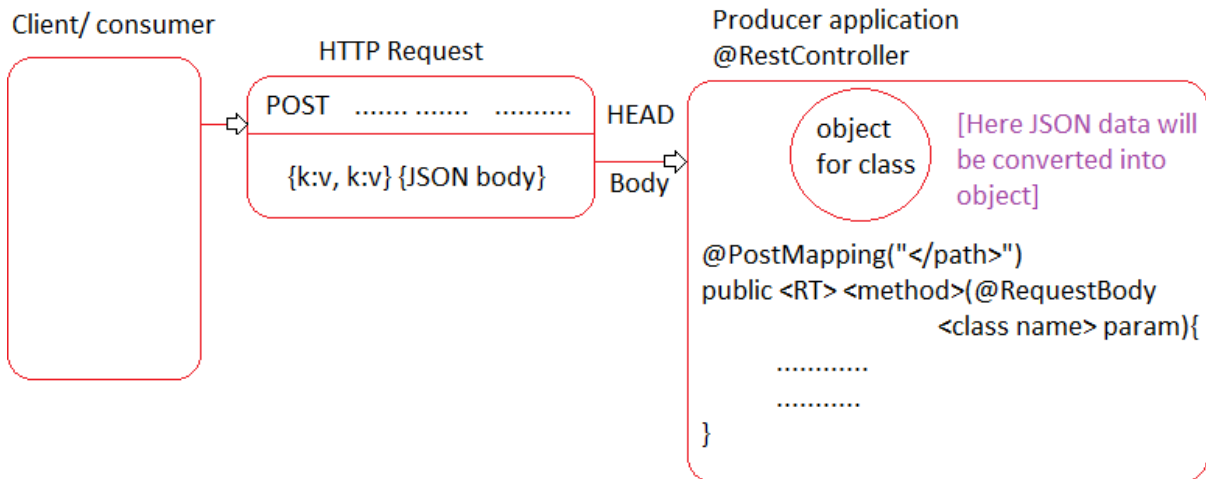 Client/ consumer
HTTP Request
POST ....... ....... ..........
{k:v, k:v} {JSON body}
HEAD
Body
Producer application
@RestController
object
for class
[Here JSON data will
be converted into
object]
@PostMapping("</path>")
public <RT> <method>(@RequestBody
<class name> param){
............
...........
}